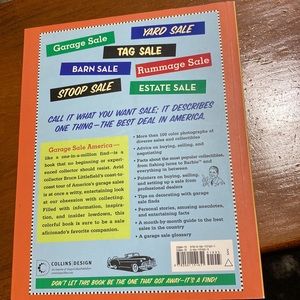 Garage Sale
YARD SALE
TAG SALE
BARN SALE
Rummage Sale
STOOP SALE
ESTATE SALE
CALL IT WHAT YOU WANT SALE: IT DESCRIBES
ONE THING—THE BEST DEAL IN AMERICA.
Garage Sale America—
like a one-in-a-million find—is a
book that no beginning or experi-
enced collector should resist. Avid
collector Bruce Littlefield's coast-to-
coast tour of America's garage sales
is at once a witty, entertaining look
at our obsession with collecting.
Filled with information, inspira-
tion, and insider lowdown, this
colorful book is sure to be a sale
aficionado's favorite companion.
• More than 100 color photographs of
diverse sales and collectibles
• Advice on buying, selling, and
negotiating
• Facts about the most popular collectibles,
from fishing lures to Barbie and
everything in between
• Pointers on buying, selling,
and setting up a sale from
professional dealers
• Tips on decorating with garage
sale finds
• Personal stories, amusing anecdotes,
and entertaining facts
• A month-by-month guide to the best
sales in the country
• A garage sale glossary
COLLINS DESIGN
DON'T LET THIS BOOK BE THE ONE THAT GOT AWAY—IT'S A FIND!